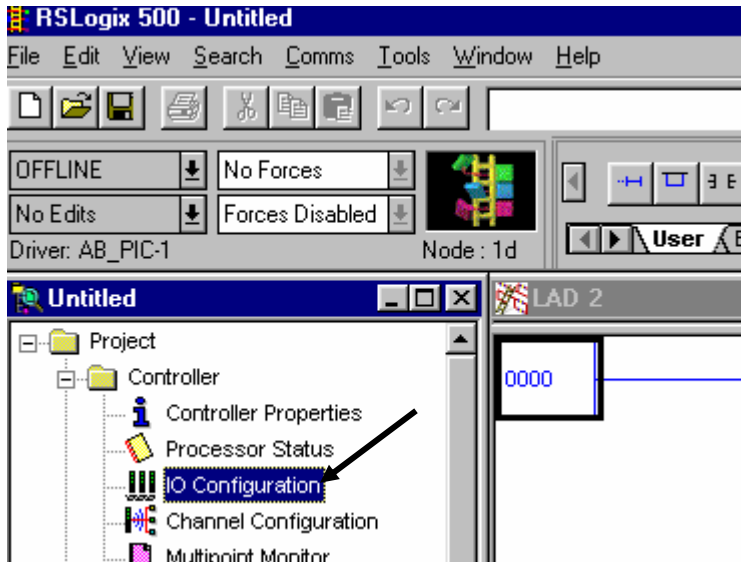 RSLogix 500 - Untitled
File Edit View Search Comms Tools Window Help
OFFLINE No Forces
No Edits Forces Disabled
Driver: AB_PIC-1 Node : 1d
User
Untitled
LAD 2
Project
Controller
Controller Properties
Processor Status
IO Configuration
Channel Configuration
Multipoint Monitor
0000